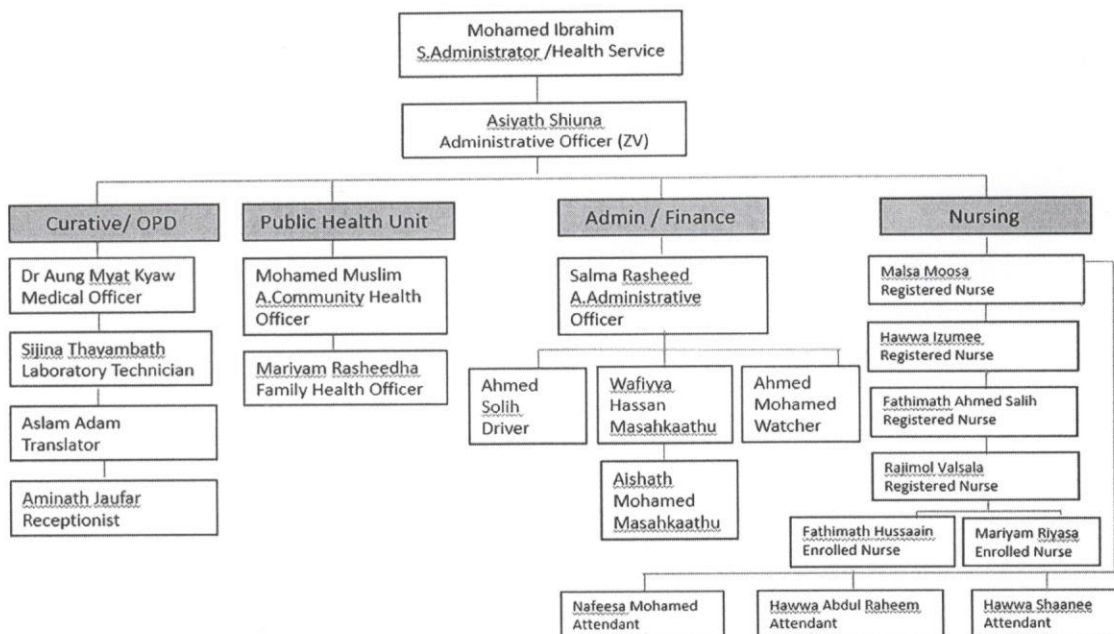 Mohamed Ibrahim
S.Administrator /Health Service
Asiyath Shiuna
Administrative Officer (ZV)
Curative/ OPD
Public Health Unit
Admin / Finance
Nursing
Dr Aung Myat Kyaw
Medical Officer
Sijina Thayambath
Laboratory Technician
Aslam Adam
Translator
Aminath Jaufar
Receptionist
Mohamed Muslim
A.Community Health
Officer
Mariyam Rasheedha
Family Health Officer
Salma Rasheed
A.Administrative
Officer
Ahmed
Solih
Driver
Wafiyya
Hassan
Masahkaathu
Ahmed
Mohamed
Watcher
Aishath
Mohamed
Masahkaathu
Malsa Moosa
Registered Nurse
Hawwa Izumee
Registered Nurse
Fathimath Ahmed Salih
Registered Nurse
Rajimol Valsala
Registered Nurse
Fathimath Hussaain
Enrolled Nurse
Mariyam Riyasa
Enrolled Nurse
Nafeesa Mohamed
Attendant
Hawwa Abdul Raheem
Attendant
Hawwa Shaanee
Attendant